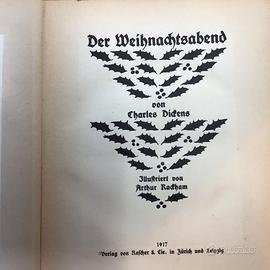 Der Weihnachtsabend
von
Charles Dickens
Illustriert von
Arthur Rackham
1917
Verlag von Rascher & Cie. in Zürich und Leipzig